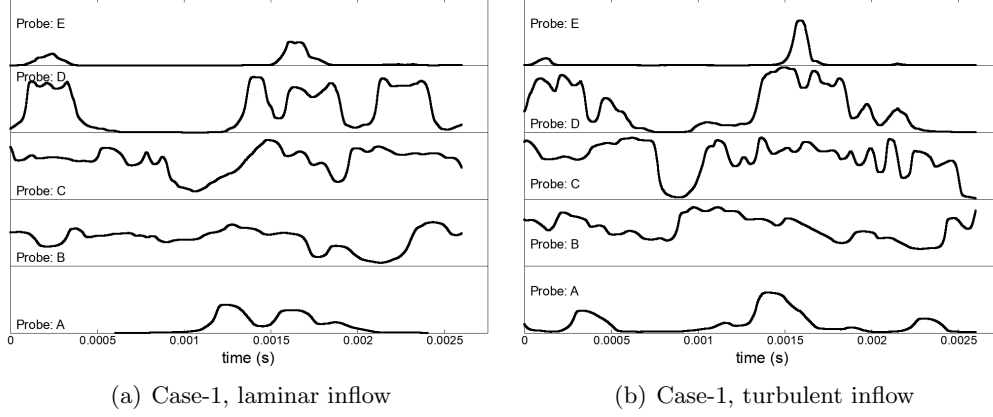 Probe: E
Probe: D
Probe: C
Probe: B
Probe: A
0 0.0005 0.001 0.0015 0.002 0.0025
time (s)
(a) Case-1, laminar inflow
Probe: E
Probe: D
Probe: C
Probe: B
Probe: A
0 0.0005 0.001 0.0015 0.002 0.0025
time (s)
(b) Case-1, turbulent inflow